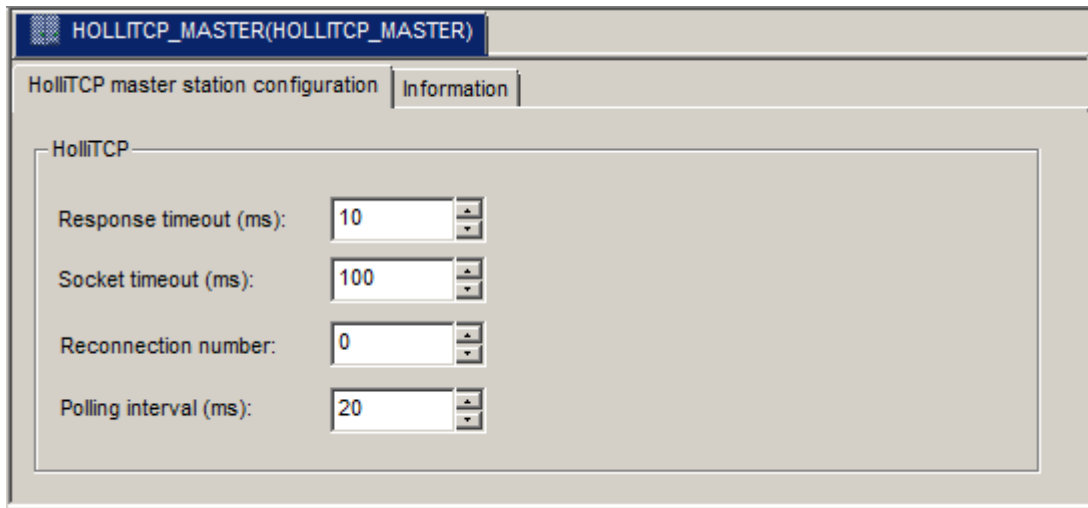 HOLLITCP_MASTER(HOLLITCP_MASTER)
HolliTCP master station configuration Information
HolliTCP
Response timeout (ms): 10
Socket timeout (ms): 100
Reconnection number: 0
Polling interval (ms): 20